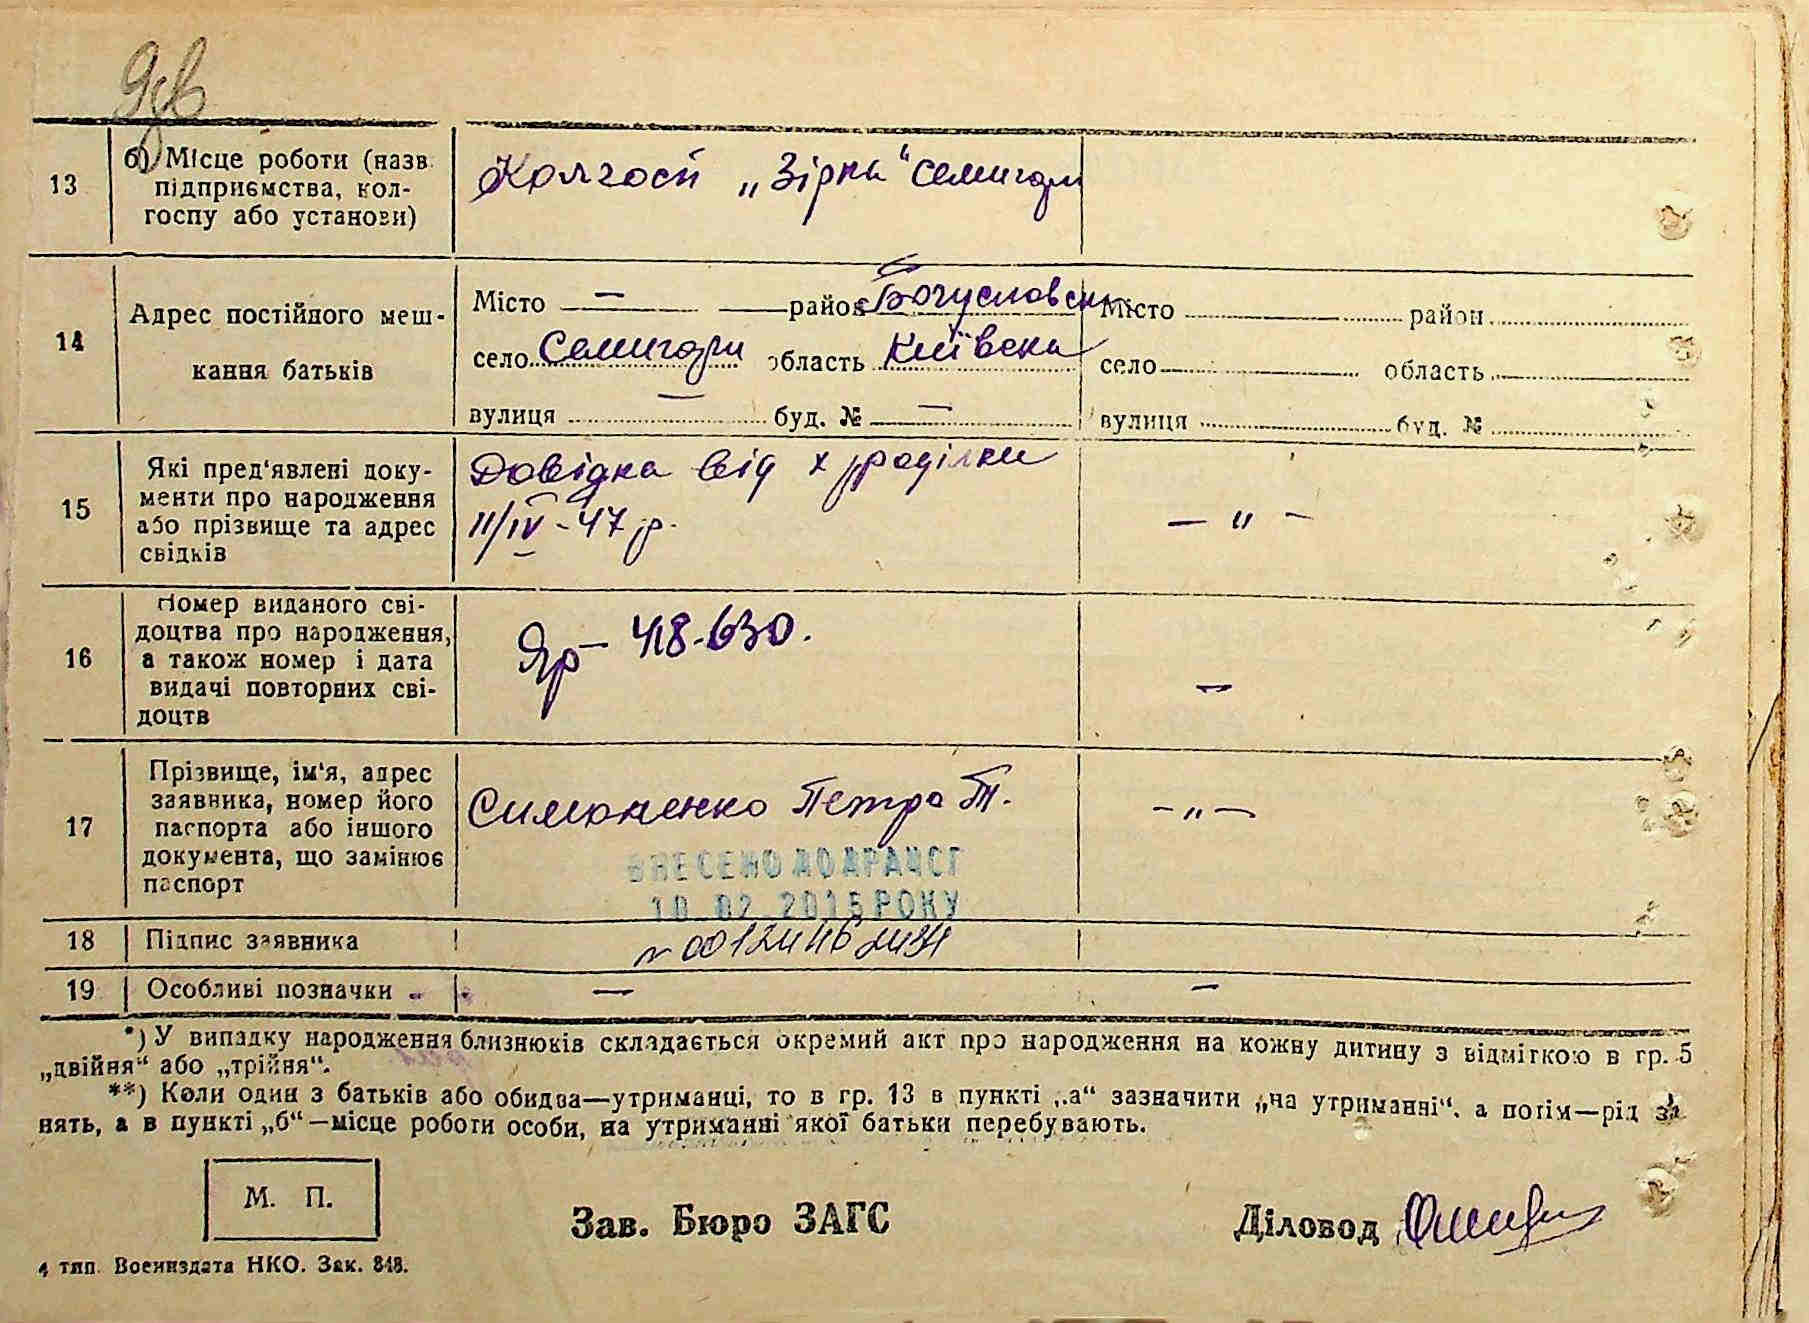 13
б) Місце роботи (назв.
підприємства, кол-
госпу або установи)
Колгосп „Зірка“ Семигори
14
Адрес постійного меш-
кання батьків
Місто — район Богуславськ Місто район
село Семигори область Київська село область
вулиця — буд. № — вулиця буд. №
15
Які пред'явлені доку-
менти про народження
або прізвище та адрес
свідків
Довідка від х роділки
11/IV - 47 р.
— „ —
16
Номер виданого сві-
доцтва про народження,
а також номер і дата
видачі повторних сві-
доцтв
Яр - 418-630.
—
17
Прізвище, ім'я, адрес
заявника, номер його
паспорта або іншого
документа, що замінює
паспорт
Симоненко Петро Т.
— „ —
ВНЕСЕНО ДО ДРАЦСГ
10 02 2015 РОКУ
18 Підпис заявника
19 Особливі позначки — —
*) У випадку народження близнюків складається окремий акт про народження на кожну дитину з відміткою в гр. 5
„двійня“ або „трійня“.
**) Коли один з батьків або обидва—утриманці, то в гр. 13 в пункті „а“ зазначити „на утриманні“, а потім—рід за
нять, а в пункті „б“—місце роботи особи, на утриманні якої батьки перебувають.
М. П.
Зав. Бюро ЗАГС
Діловод
4 тип. Воениздата НКО. Зак. 848.